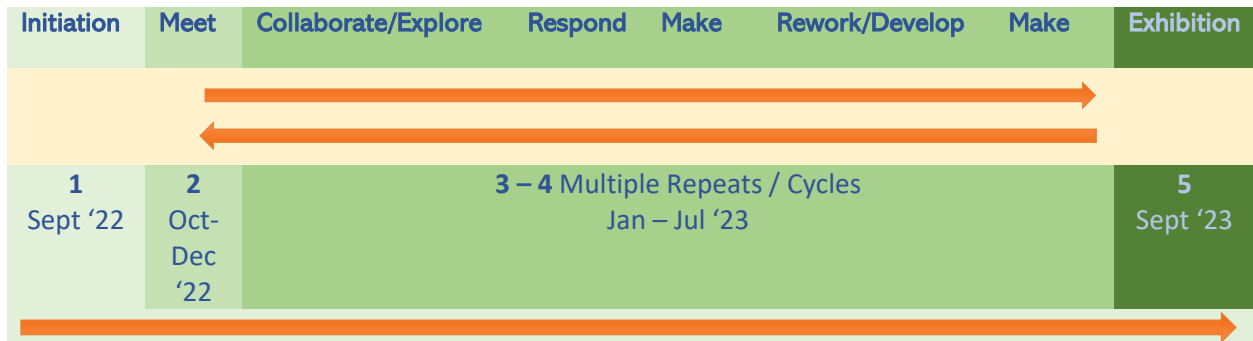 Initiation Meet Collaborate/Explore Respond Make Rework/Develop Make Exhibition
1 2 3 – 4 Multiple Repeats / Cycles 5
Sept ‘22 Oct- Jan – Jul ‘23 Sept ‘23
Dec
‘22